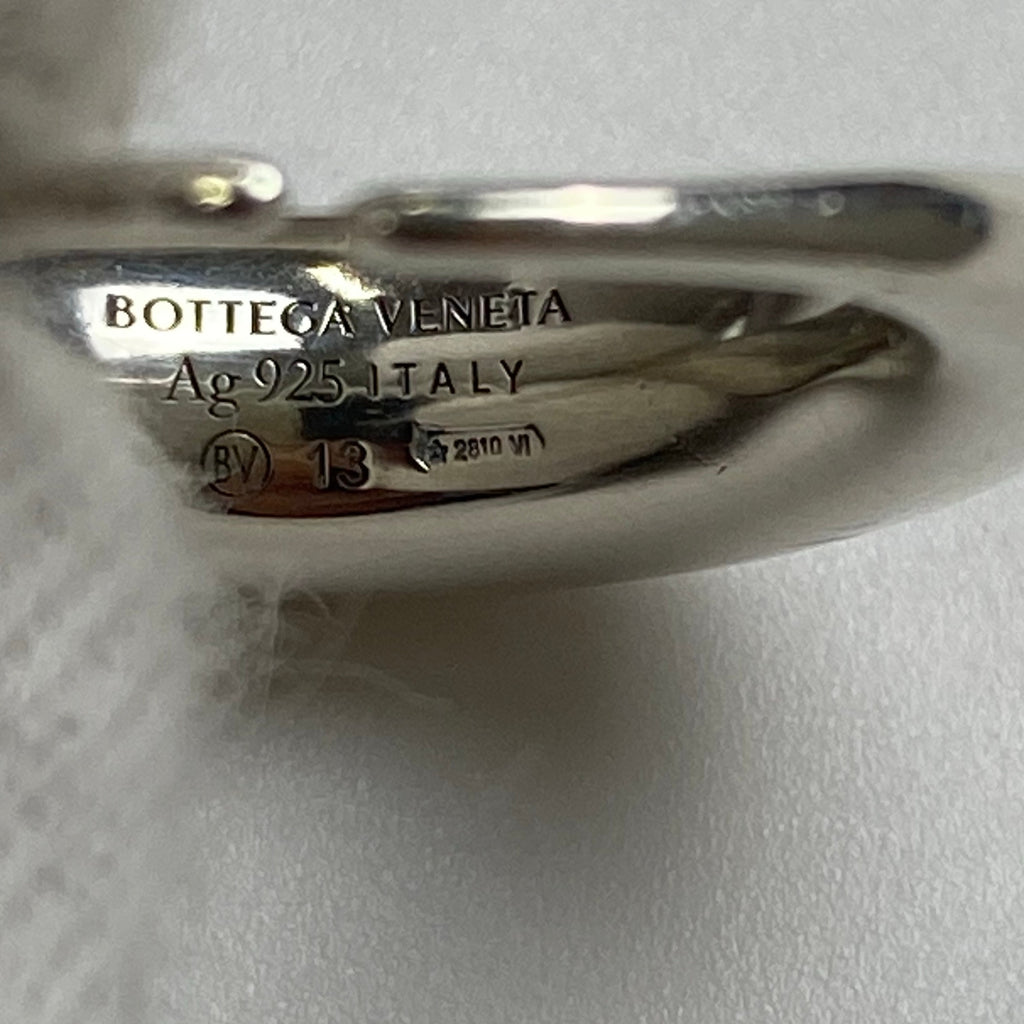 BOTTEGA VENETA
Ag 925 ITALY
BV 13 ☆ 2810 VI